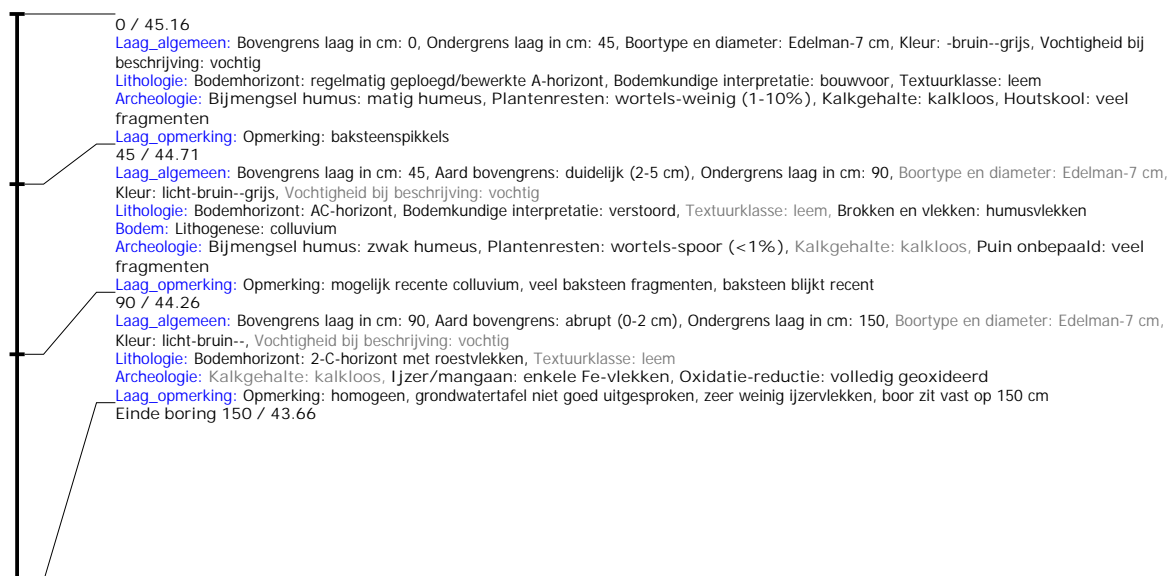 0 / 45.16
Laag_algemeen: Bovengrens laag in cm: 0, Ondergrens laag in cm: 45, Boortype en diameter: Edelman-7 cm, Kleur: -bruin--grijs, Vochtigheid bij
beschrijving: vochtig
Lithologie: Bodemhorizont: regelmatig geploegd/bewerkte A-horizont, Bodemkundige interpretatie: bouwvoor, Textuurklasse: leem
Archeologie: Bijmengsel humus: matig humeus, Plantenresten: wortels-weinig (1-10%), Kalkgehalte: kalkloos, Houtskool: veel
fragmenten
Laag_opmerking: Opmerking: baksteenspikkels
45 / 44.71
Laag_algemeen: Bovengrens laag in cm: 45, Aard bovengrens: duidelijk (2-5 cm), Ondergrens laag in cm: 90, Boortype en diameter: Edelman-7 cm,
Kleur: licht-bruin--grijs, Vochtigheid bij beschrijving: vochtig
Lithologie: Bodemhorizont: AC-horizont, Bodemkundige interpretatie: verstoord, Textuurklasse: leem, Brokken en vlekken: humusvlekken
Bodem: Lithogenese: colluvium
Archeologie: Bijmengsel humus: zwak humeus, Plantenresten: wortels-spoor (<1%), Kalkgehalte: kalkloos, Puin onbepaald: veel
fragmenten
Laag_opmerking: Opmerking: mogelijk recente colluvium, veel baksteen fragmenten, baksteen blijkt recent
90 / 44.26
Laag_algemeen: Bovengrens laag in cm: 90, Aard bovengrens: abrupt (0-2 cm), Ondergrens laag in cm: 150, Boortype en diameter: Edelman-7 cm,
Kleur: licht-bruin--, Vochtigheid bij beschrijving: vochtig
Lithologie: Bodemhorizont: 2-C-horizont met roestvlekken, Textuurklasse: leem
Archeologie: Kalkgehalte: kalkloos, Ijzer/mangaan: enkele Fe-vlekken, Oxidatie-reductie: volledig geoxideerd
Laag_opmerking: Opmerking: homogeen, grondwatertafel niet goed uitgesproken, zeer weinig ijzervlekken, boor zit vast op 150 cm
Einde boring 150 / 43.66